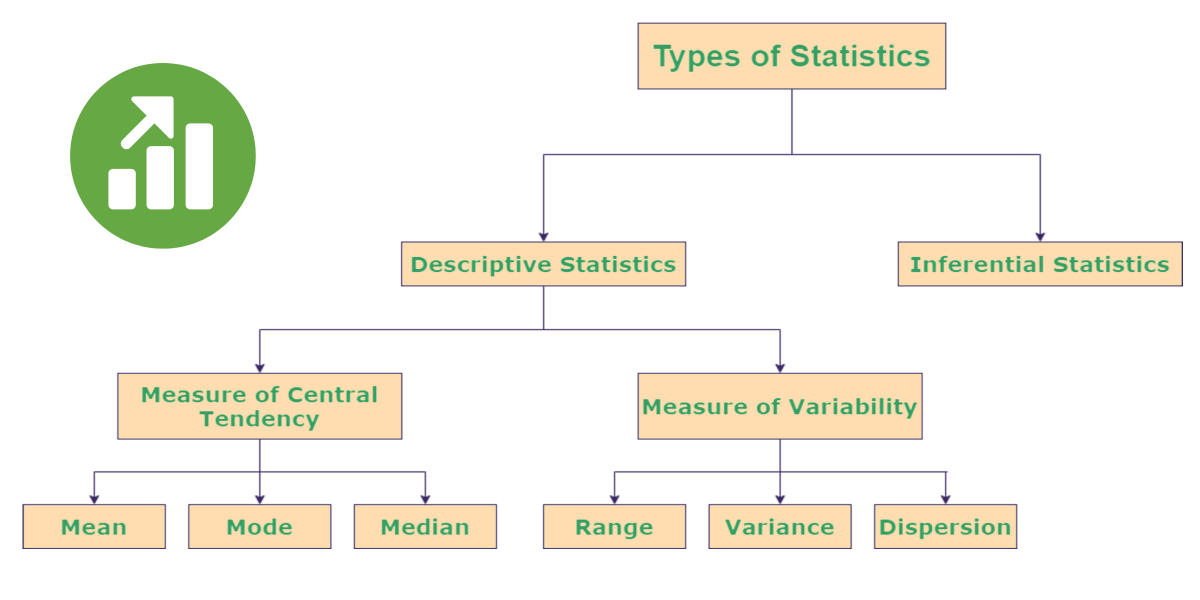 Types of Statistics
Descriptive Statistics
Inferential Statistics
Measure of Central
Tendency
Measure of Variability
Mean
Mode
Median
Range
Variance
Dispersion